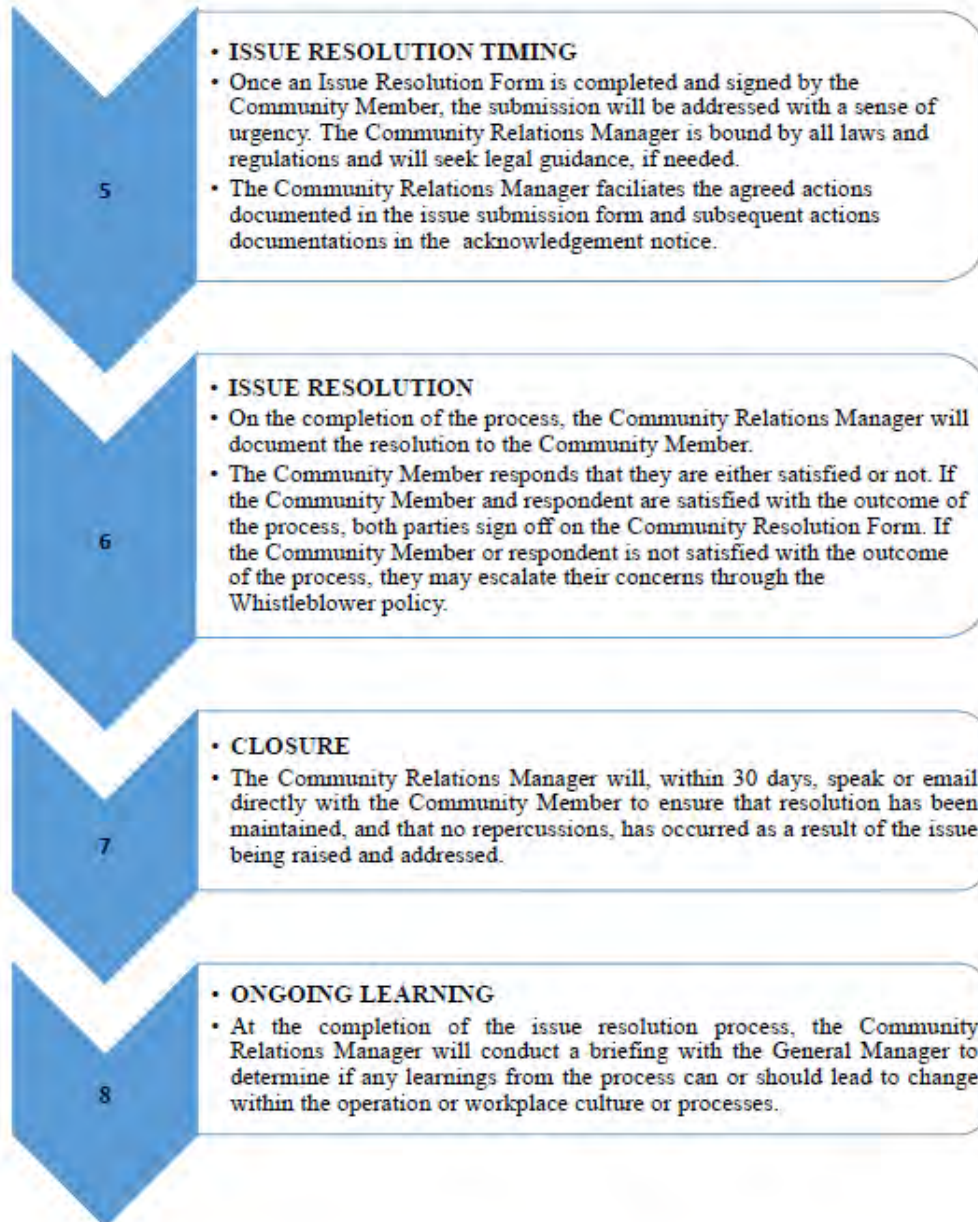 5
• ISSUE RESOLUTION TIMING
• Once an Issue Resolution Form is completed and signed by the
Community Member, the submission will be addressed with a sense of
urgency. The Community Relations Manager is bound by all laws and
regulations and will seek legal guidance, if needed.
• The Community Relations Manager faciliates the agreed actions
documented in the issue submission form and subsequent actions
documentations in the acknowledgement notice.
6
• ISSUE RESOLUTION
• On the completion of the process, the Community Relations Manager will
document the resolution to the Community Member.
• The Community Member responds that they are either satisfied or not. If
the Community Member and respondent are satisfied with the outcome of
the process, both parties sign off on the Community Resolution Form. If
the Community Member or respondent is not satisfied with the outcome
of the process, they may escalate their concerns through the
Whistleblower policy.
7
• CLOSURE
• The Community Relations Manager will, within 30 days, speak or email
directly with the Community Member to ensure that resolution has been
maintained, and that no repercussions, has occurred as a result of the issue
being raised and addressed.
8
• ONGOING LEARNING
• At the completion of the issue resolution process, the Community
Relations Manager will conduct a briefing with the General Manager to
determine if any learnings from the process can or should lead to change
within the operation or workplace culture or processes.